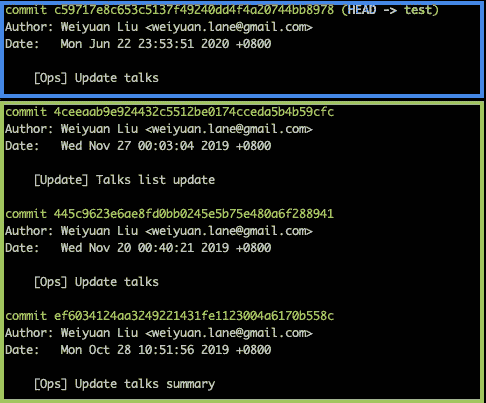 commit c59717e8c653c5137f49240dd4f4a20744bb8978 (HEAD -> test)
Author: Weiyuan Liu <weiyuan.lane@gmail.com>
Date:   Mon Jun 22 23:53:51 2020 +0800
[Ops] Update talks
commit 4ceeaab9e924432c5512be0174cceda5b4b59cfc
Author: Weiyuan Liu <weiyuan.lane@gmail.com>
Date:   Wed Nov 27 00:03:04 2019 +0800
[Update] Talks list update
commit 445c9623e6ae8fd0bb0245e5b75e480a6f288941
Author: Weiyuan Liu <weiyuan.lane@gmail.com>
Date:   Wed Nov 20 00:40:21 2019 +0800
[Ops] Update talks
commit ef6034124aa3249221431fe1123004a6170b558c
Author: Weiyuan Liu <weiyuan.lane@gmail.com>
Date:   Mon Oct 28 10:51:56 2019 +0800
[Ops] Update talks summary